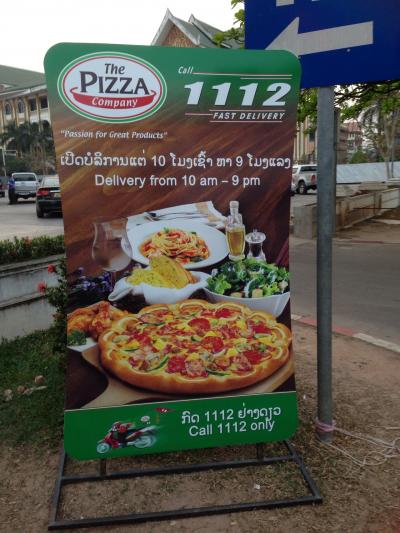 The
PIZZA
Company
Call
1112
FAST DELIVERY
"Passion for Great Products"
ເປີດບໍລິການແຕ່ 10 ໂມງເຊົ້າ ຫາ 9 ໂມງແລງ
Delivery from 10 am – 9 pm
ກົດ 1112 ຢ່າງດຽວ
Call 1112 only